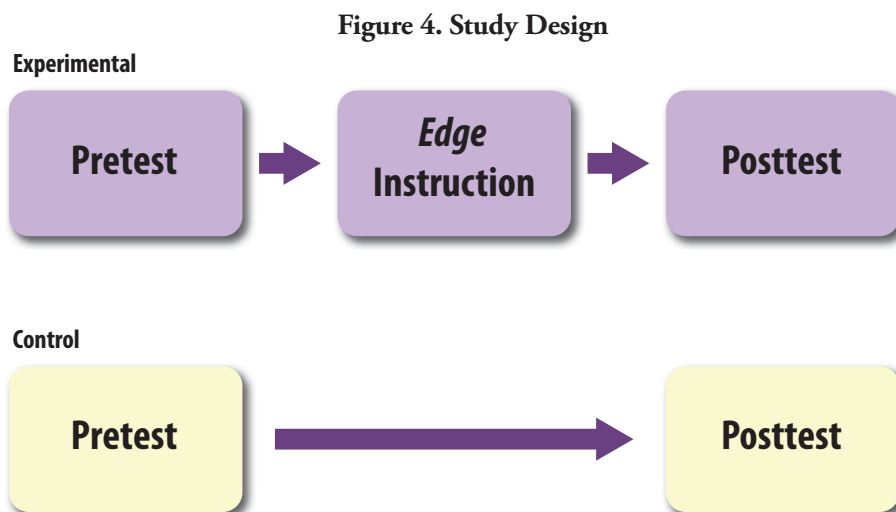 Figure 4. Study Design
Experimental
Pretest
Edge
Instruction
Posttest
Control
Pretest
Posttest